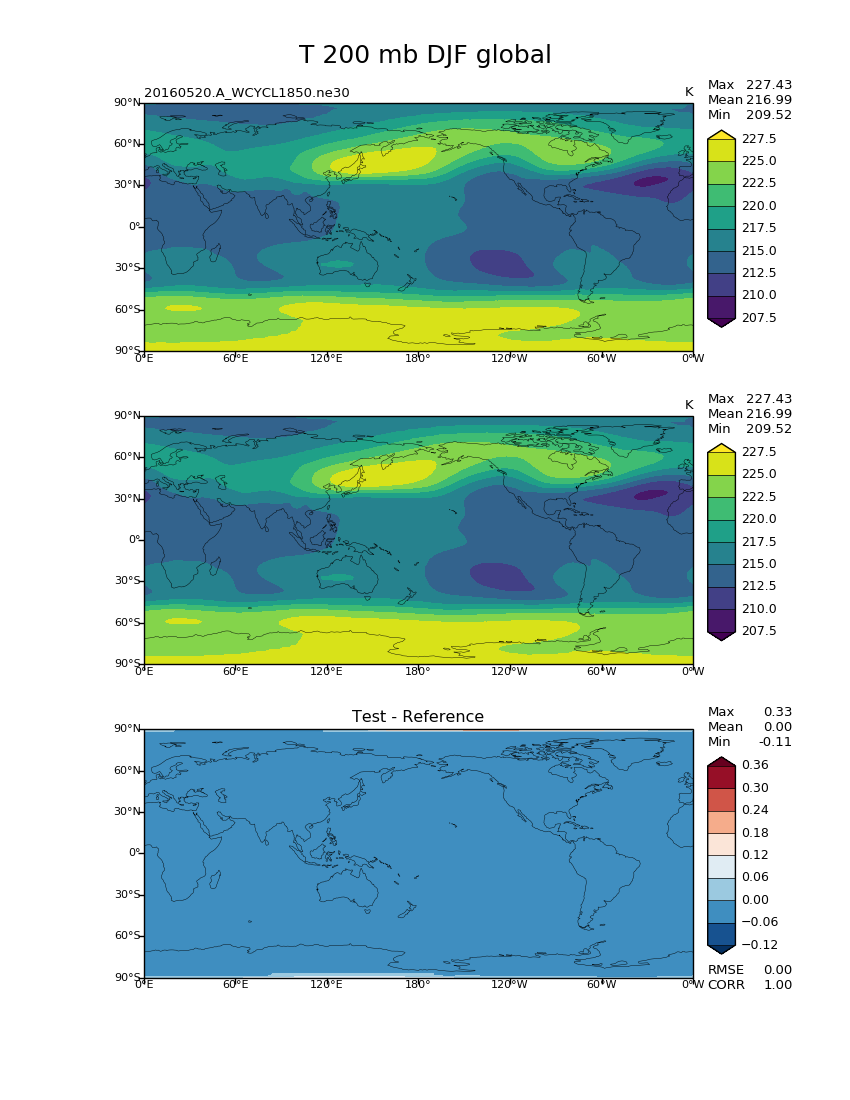 T 200 mb DJF global
20160520.A_WCYCL1850.ne30
K
Max 227.43
Mean 216.99
Min 209.52
90°N
60°N
30°N
0°
30°S
60°S
90°S
0°E 60°E 120°E 180° 120°W 60°W 0°W
227.5
225.0
222.5
220.0
217.5
215.0
212.5
210.0
207.5
K
Max 227.43
Mean 216.99
Min 209.52
90°N
60°N
30°N
0°
30°S
60°S
90°S
0°E 60°E 120°E 180° 120°W 60°W 0°W
227.5
225.0
222.5
220.0
217.5
215.0
212.5
210.0
207.5
Test - Reference
Max 0.33
Mean 0.00
Min -0.11
90°N
60°N
30°N
0°
30°S
60°S
90°S
0°E 60°E 120°E 180° 120°W 60°W 0°W
0.36
0.30
0.24
0.18
0.12
0.06
0.00
−0.06
−0.12
RMSE 0.00
CORR 1.00